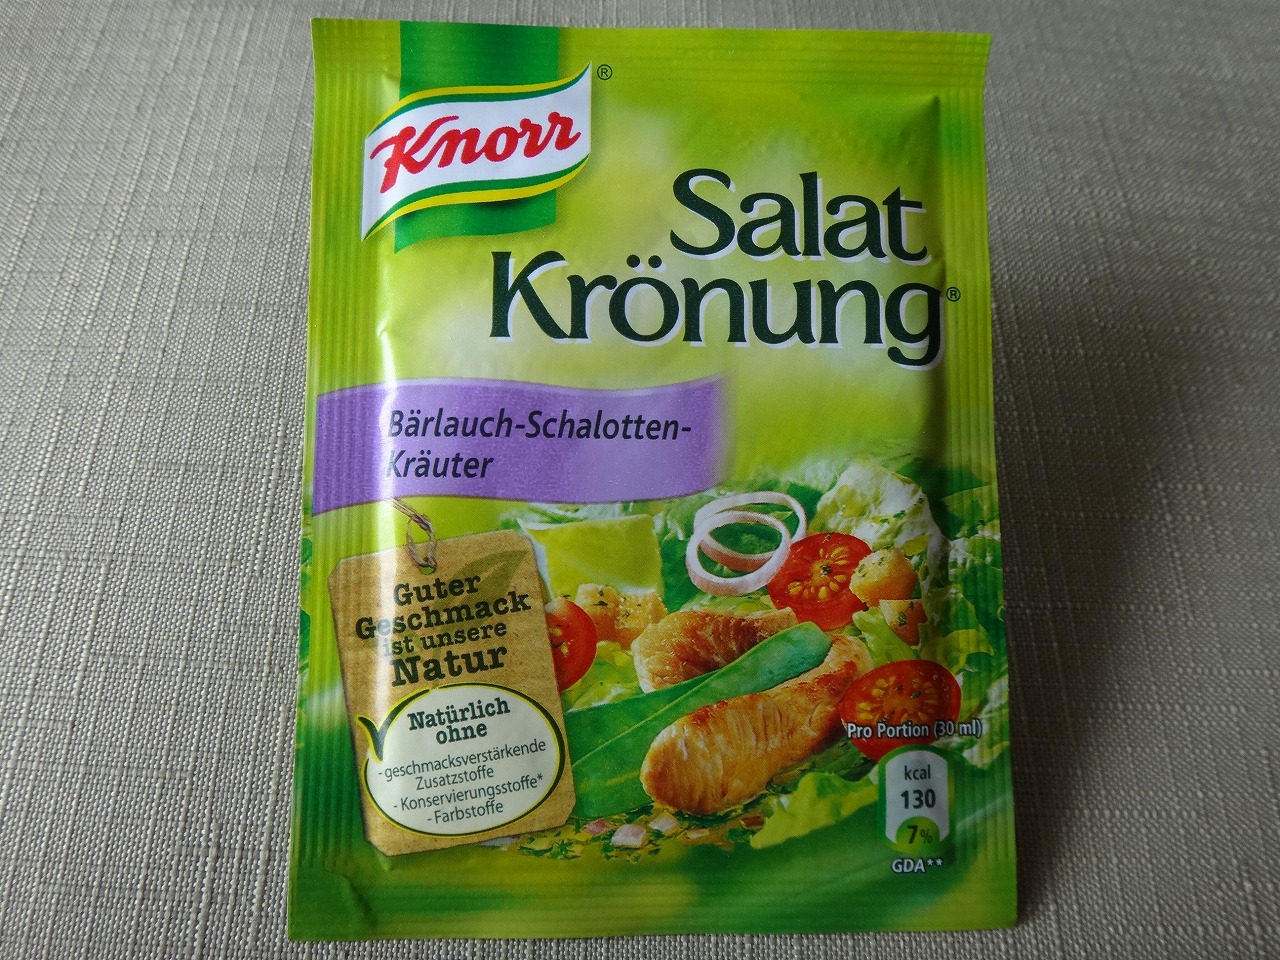 Knorr®
Salat
Krönung®
Bärlauch-Schalotten-
Kräuter
Guter
Geschmack
ist unsere
Natur
Natürlich
ohne
- geschmacksverstärkende
Zusatzstoffe
- Konservierungsstoffe*
- Farbstoffe
Pro Portion (30 ml)
kcal
130
7%
GDA**